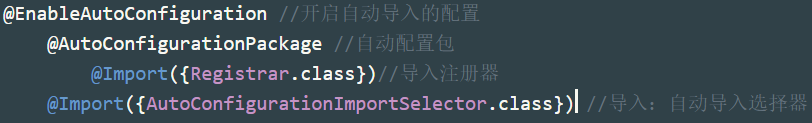 @EnableAutoConfiguration //开启自动导入的配置
@AutoConfigurationPackage //自动配置包
@Import({Registrar.class})//导入注册器
@Import({AutoConfigurationImportSelector.class}) //导入：自动导入选择器